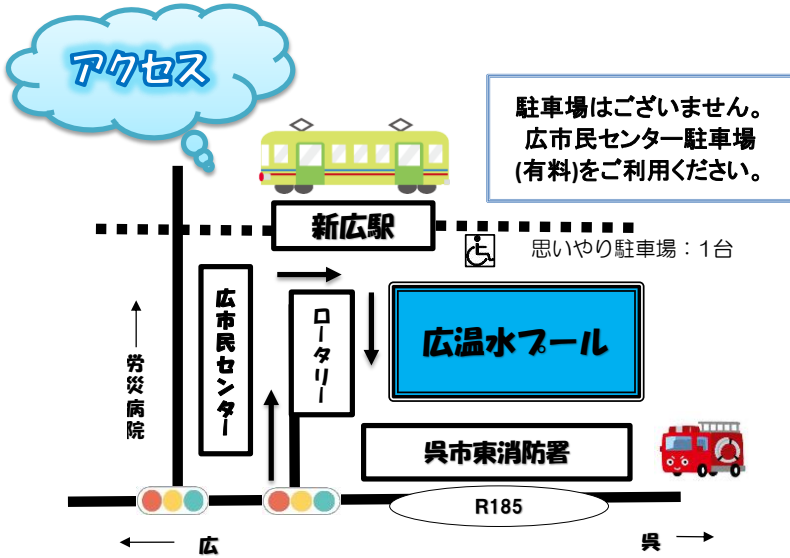 アクセス
駐車場はございません。
広市民センター駐車場
(有料)をご利用ください。
新広駅
思いやり駐車場：1台
広市民センター
ロータリー
広温水プール
労災病院
呉市東消防署
R185
広
呉